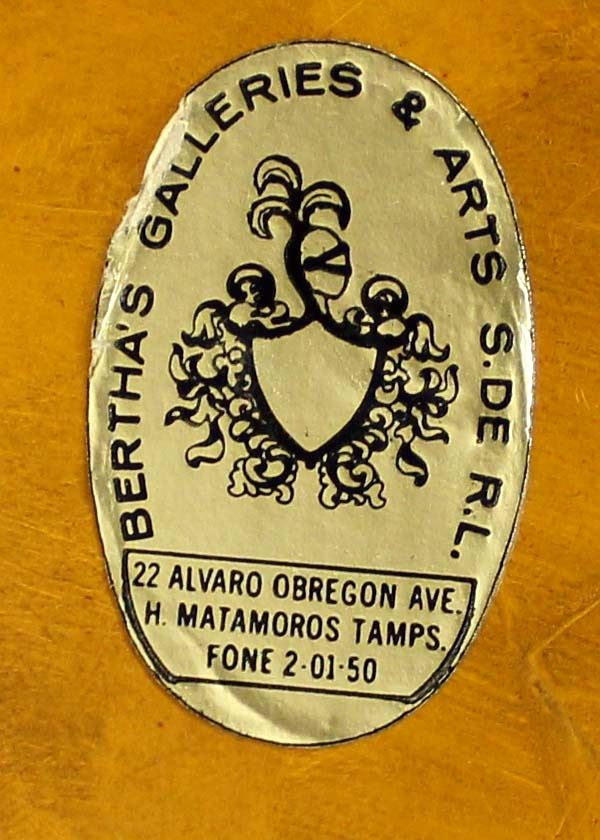 BERTHA'S GALLERIES & ARTS S.DE R.L.
22 ALVARO OBREGON AVE.
H. MATAMOROS TAMPS.
FONE 2-01-50